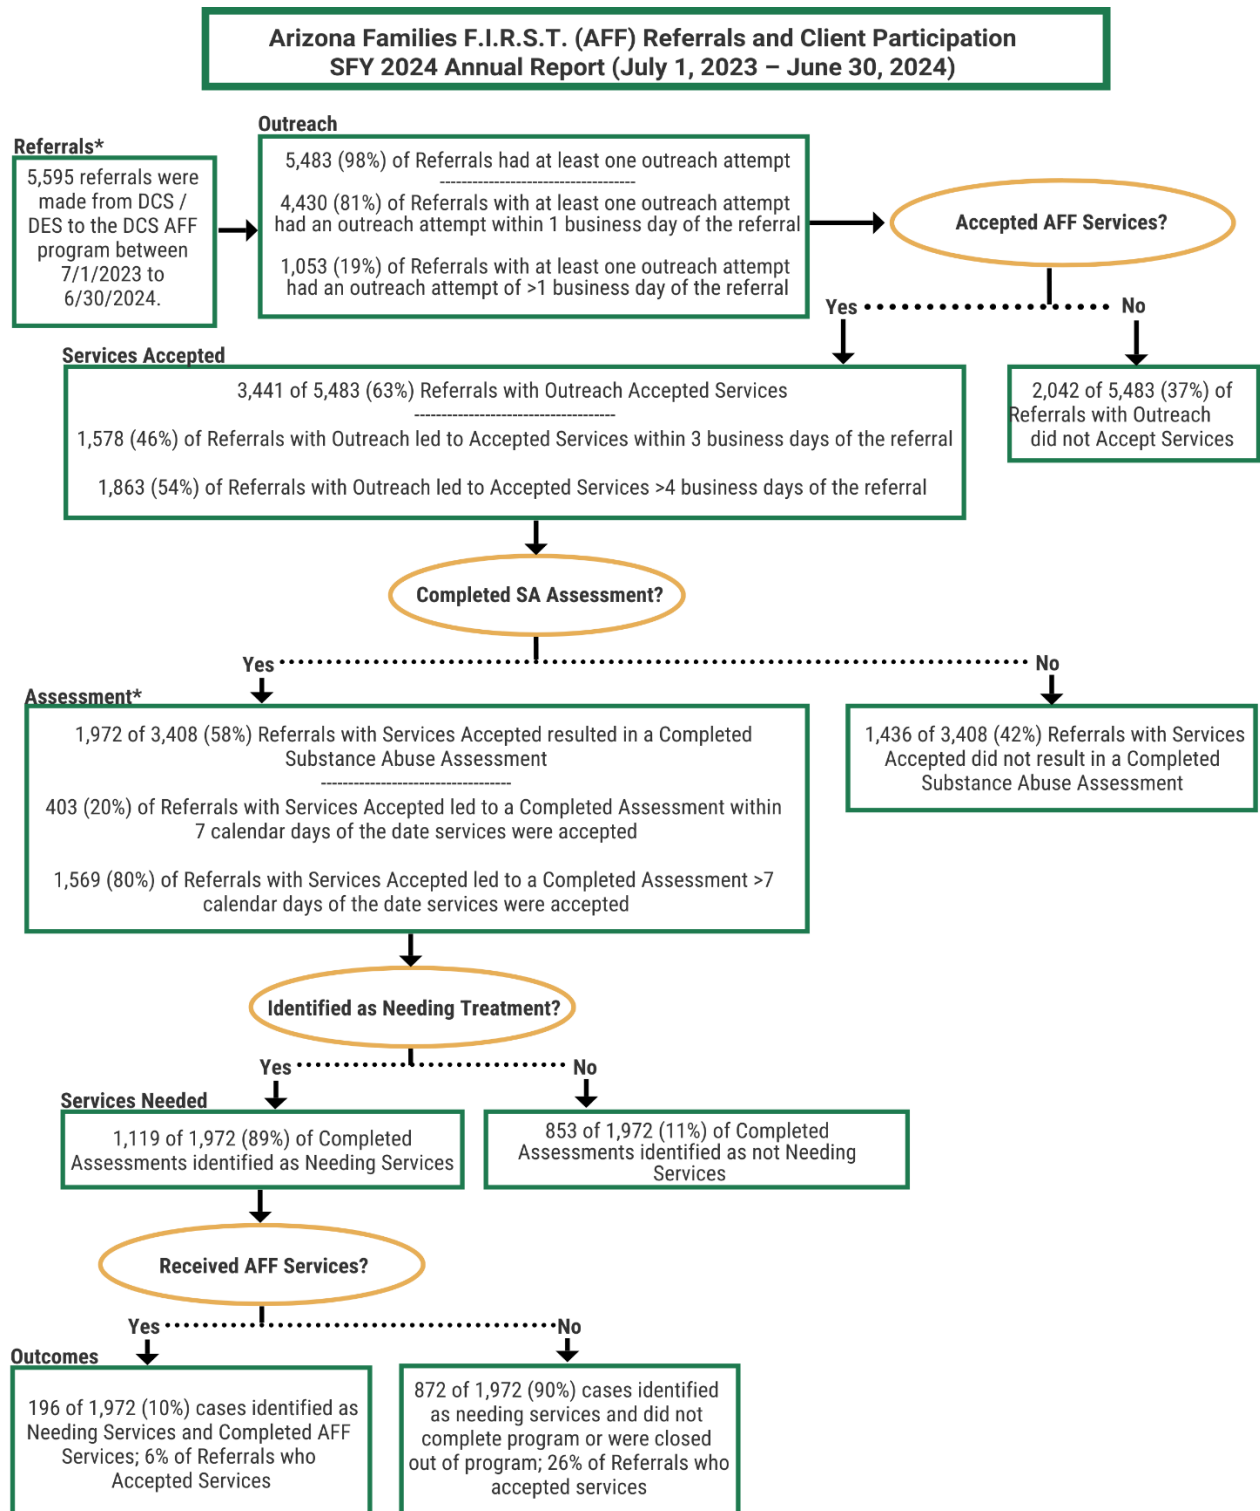 Arizona Families F.I.R.S.T. (AFF) Referrals and Client Participation
SFY 2024 Annual Report (July 1, 2023 – June 30, 2024)
Referrals*
5,595 referrals were
made from DCS /
DES to the DCS AFF
program between
7/1/2023 to
6/30/2024.
Outreach
5,483 (98%) of Referrals had at least one outreach attempt
------------------------------------
4,430 (81%) of Referrals with at least one outreach attempt
had an outreach attempt within 1 business day of the referral
1,053 (19%) of Referrals with at least one outreach attempt
had an outreach attempt of >1 business day of the referral
Accepted AFF Services?
Yes
No
Services Accepted
3,441 of 5,483 (63%) Referrals with Outreach Accepted Services
-------------------------------------
1,578 (46%) of Referrals with Outreach led to Accepted Services within 3 business days of the referral
1,863 (54%) of Referrals with Outreach led to Accepted Services >4 business days of the referral
2,042 of 5,483 (37%) of
Referrals with Outreach
did not Accept Services
Completed SA Assessment?
Yes
No
Assessment*
1,972 of 3,408 (58%) Referrals with Services Accepted resulted in a Completed
Substance Abuse Assessment
-----------------------------------
403 (20%) of Referrals with Services Accepted led to a Completed Assessment within
7 calendar days of the date services were accepted
1,569 (80%) of Referrals with Services Accepted led to a Completed Assessment >7
calendar days of the date services were accepted
1,436 of 3,408 (42%) Referrals with Services
Accepted did not result in a Completed
Substance Abuse Assessment
Identified as Needing Treatment?
Yes
No
Services Needed
1,119 of 1,972 (89%) of Completed
Assessments identified as Needing Services
853 of 1,972 (11%) of Completed
Assessments identified as not Needing
Services
Received AFF Services?
Yes
No
Outcomes
196 of 1,972 (10%) cases identified as
Needing Services and Completed AFF
Services; 6% of Referrals who
Accepted Services
872 of 1,972 (90%) cases identified
as needing services and did not
complete program or were closed
out of program; 26% of Referrals who
accepted services